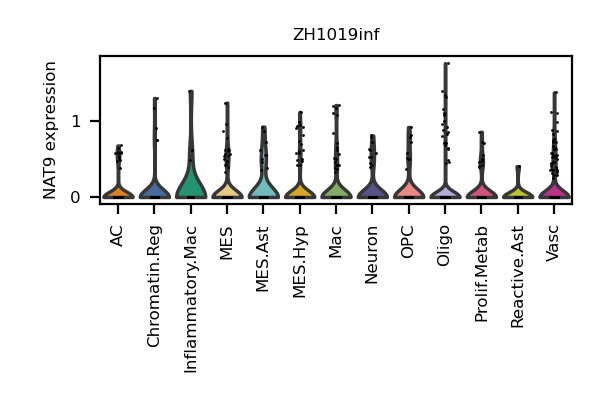 ZH1019inf
NAT9 expression
1
0
AC
Chromatin.Reg
Inflammatory.Mac
MES
MES.Ast
MES.Hyp
Mac
Neuron
OPC
Oligo
Prolif.Metab
Reactive.Ast
Vasc